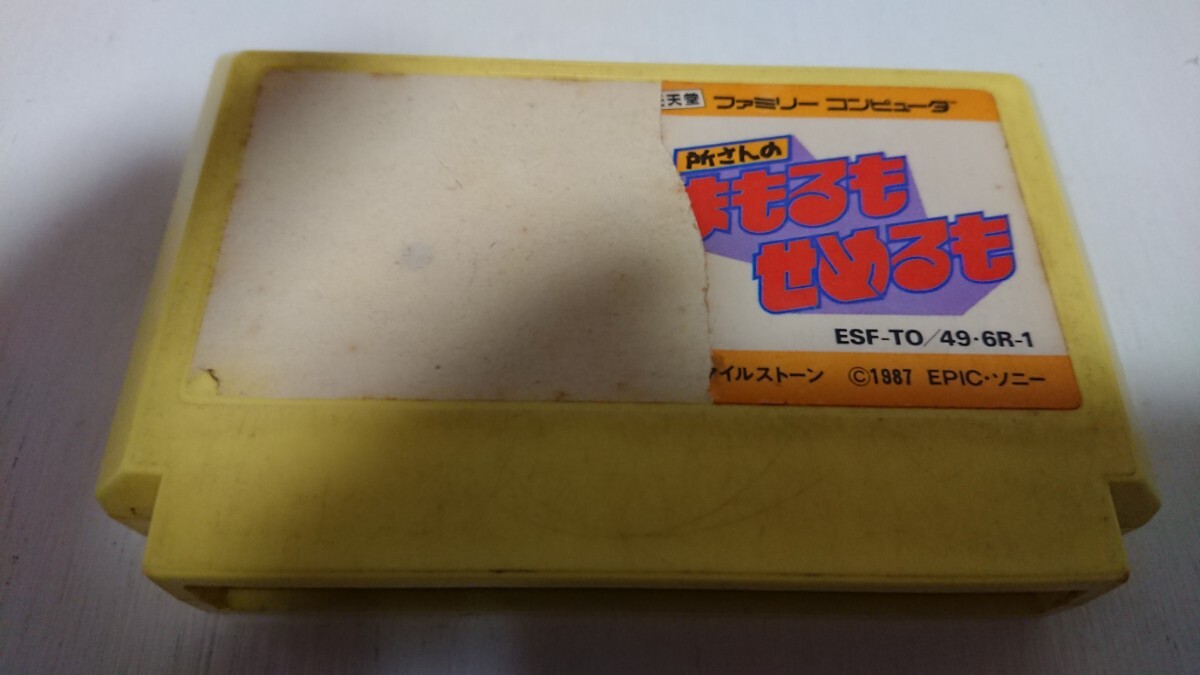 天堂 ファミリー コンピュータ
所さんの
まもるも
せめるも
ESF-TO/49・6R-1
イルストーン ©1987 EPIC・ソニー